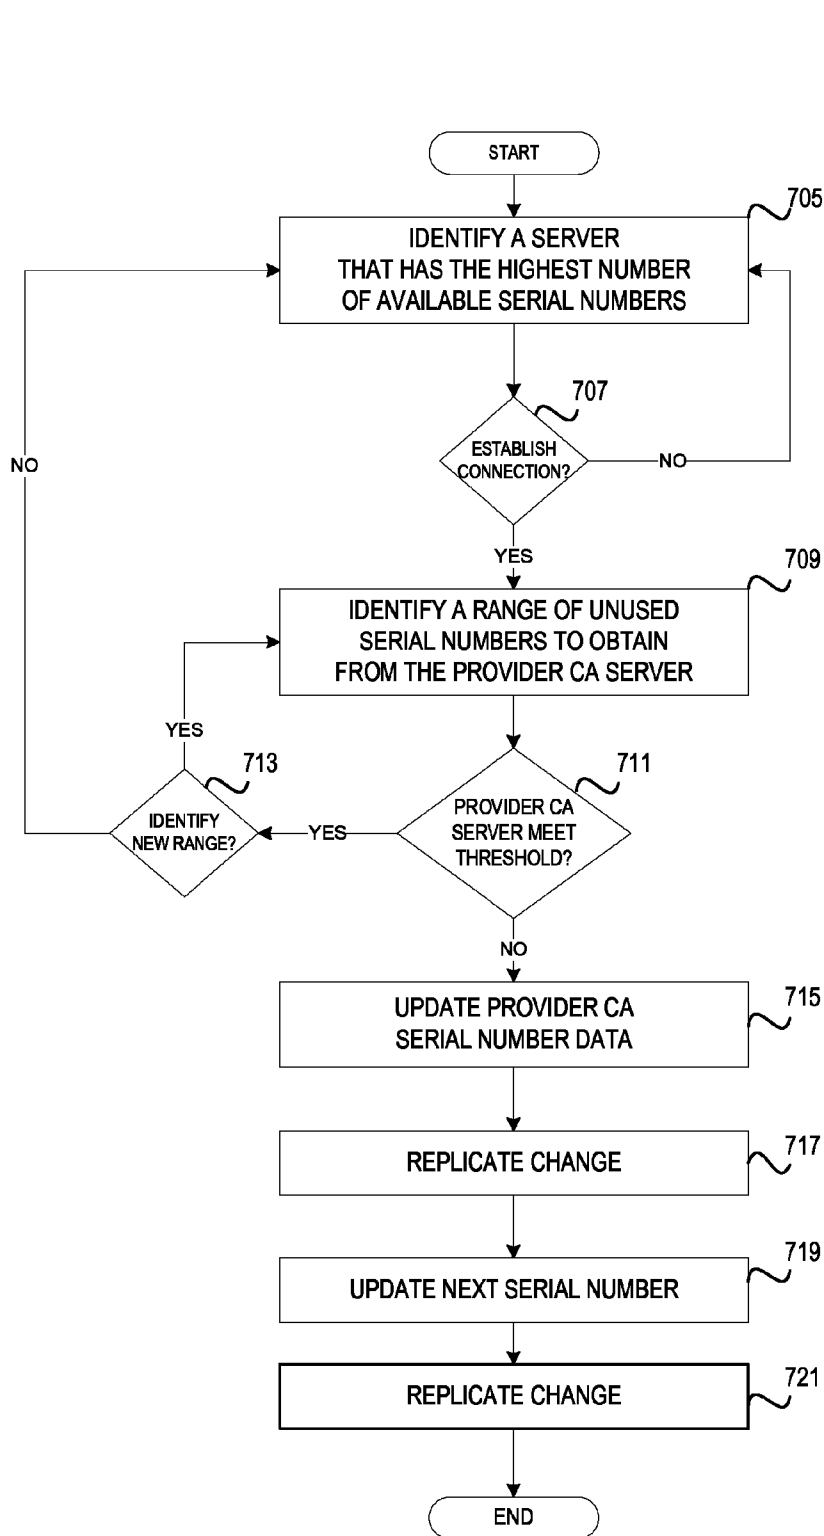 START
705
IDENTIFY A SERVER
THAT HAS THE HIGHEST NUMBER
OF AVAILABLE SERIAL NUMBERS
707
ESTABLISH
CONNECTION?
NO
NO
YES
709
IDENTIFY A RANGE OF UNUSED
SERIAL NUMBERS TO OBTAIN
FROM THE PROVIDER CA SERVER
YES
713
IDENTIFY
NEW RANGE?
YES
711
PROVIDER CA
SERVER MEET
THRESHOLD?
NO
715
UPDATE PROVIDER CA
SERIAL NUMBER DATA
717
REPLICATE CHANGE
719
UPDATE NEXT SERIAL NUMBER
721
REPLICATE CHANGE
END